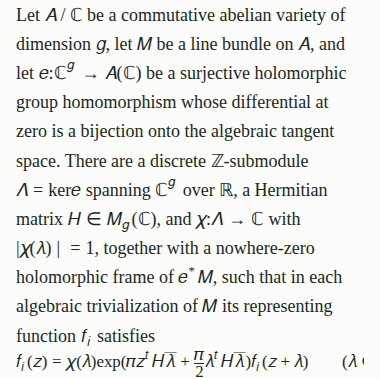 Let A / ℂ be a commutative abelian variety of
dimension g, let M be a line bundle on A, and
let e:ℂ^g → A(ℂ) be a surjective holomorphic
group homomorphism whose differential at
zero is a bijection onto the algebraic tangent
space. There are a discrete ℤ-submodule
Λ = kere spanning ℂ^g over ℝ, a Hermitian
matrix H ∈ M_g(ℂ), and χ:Λ → ℂ with
|χ(λ) | = 1, together with a nowhere-zero
holomorphic frame of e^*M, such that in each
algebraic trivialization of M its representing
function f_i satisfies
f_i(z) = χ(λ)exp(πz^t H λ̅ + π/2 λ^t H λ̅)f_i(z + λ) (λ